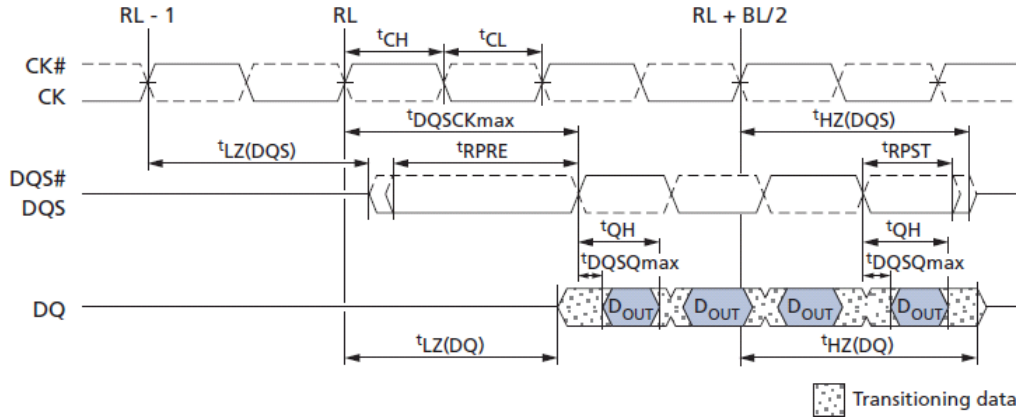 RL - 1 RL RL + BL/2
tCH tCL
CK#
CK
tDQSCKmax tHZ(DQS)
tLZ(DQS) tRPRE tRPST
DQS#
DQS
tQH tQH
tDQSQmax tDQSQmax
DQ DOUT DOUT DOUT DOUT
tLZ(DQ) tHZ(DQ)
Transitioning data